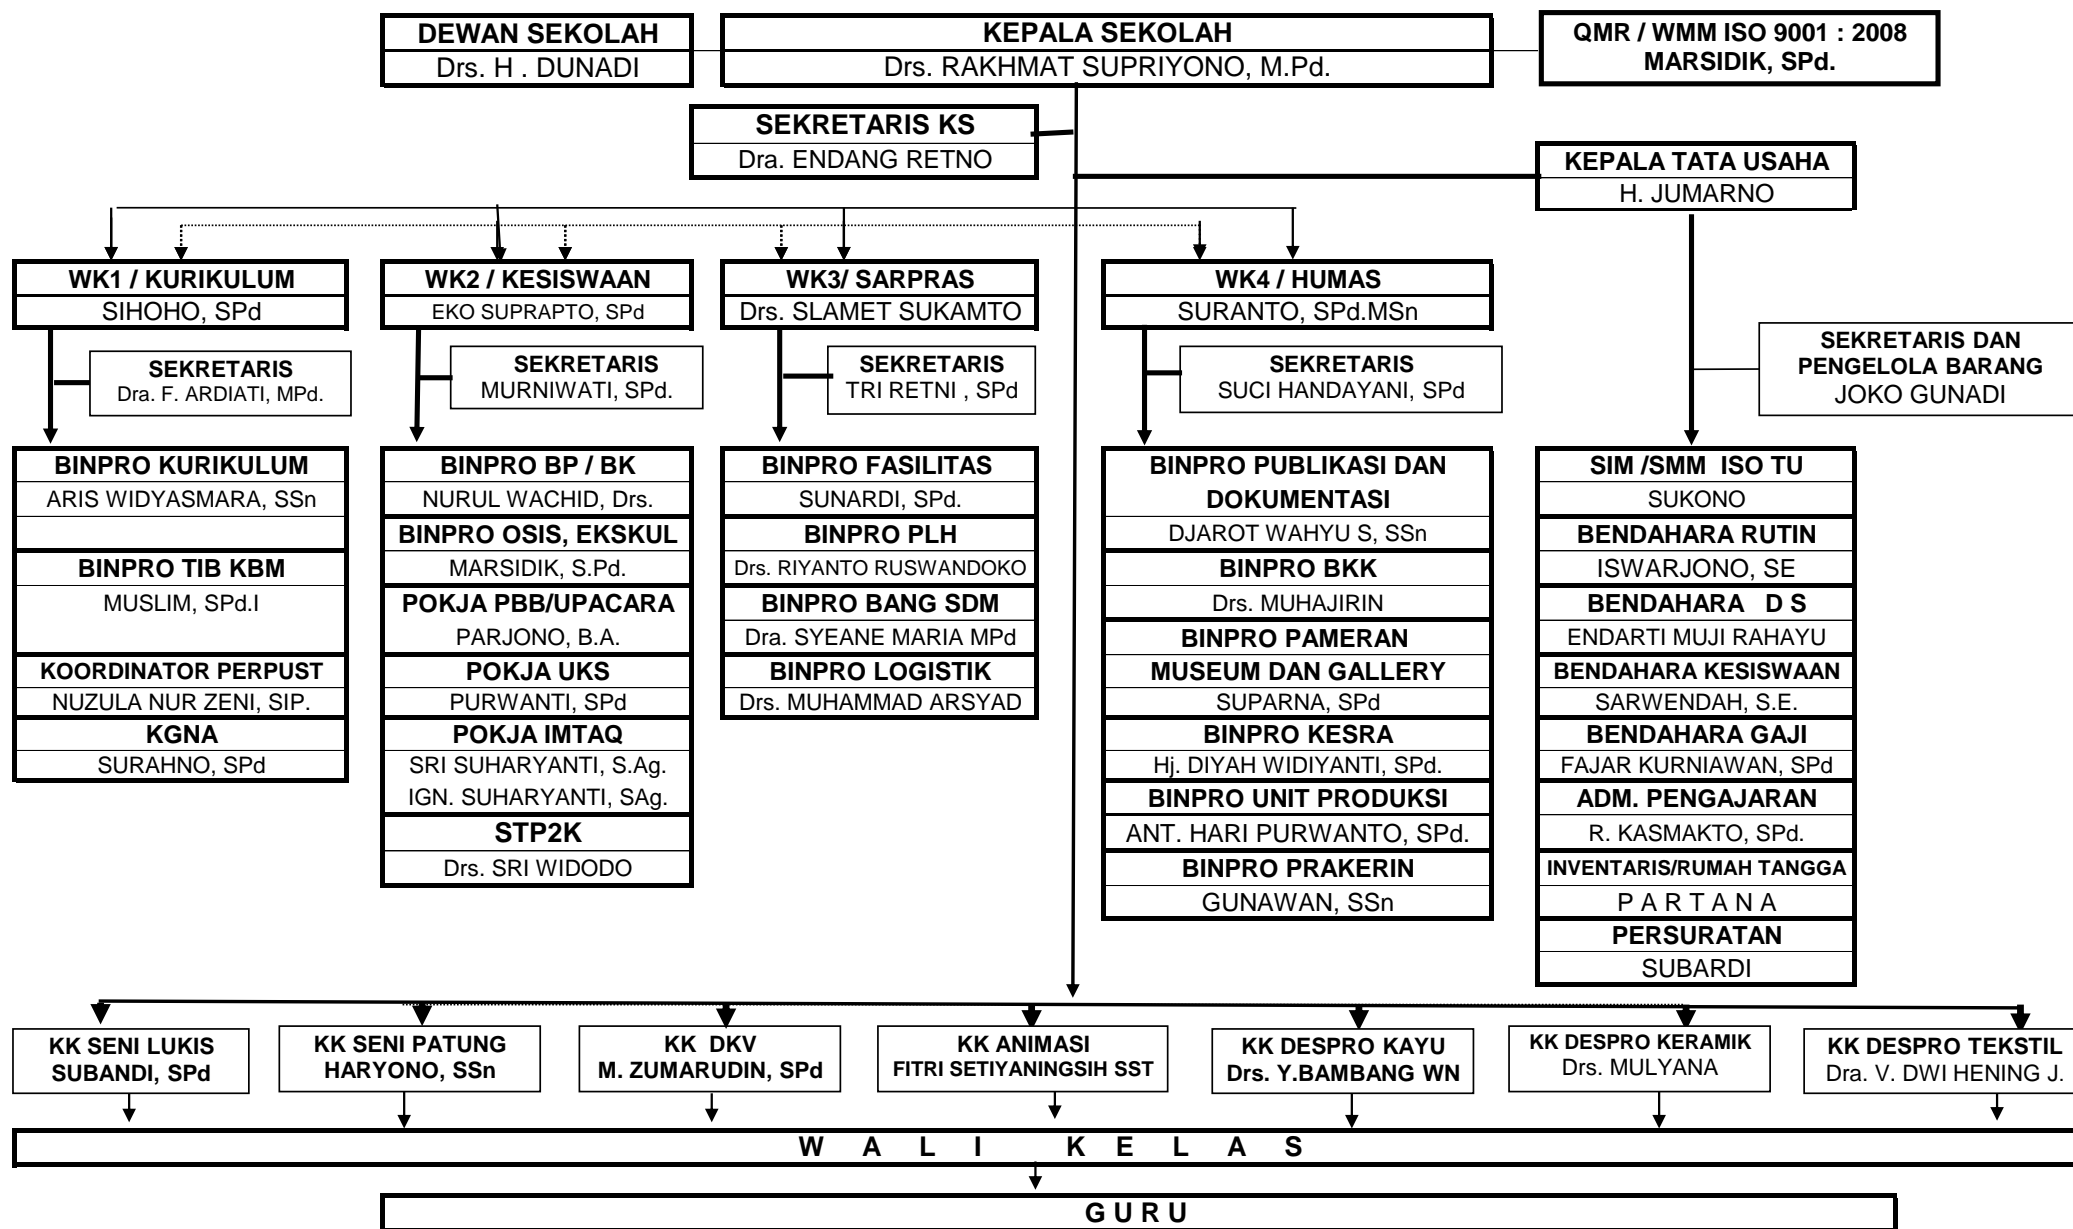 DEWAN SEKOLAH
Drs. H . DUNADI
KEPALA SEKOLAH
Drs. RAKHMAT SUPRIYONO, M.Pd.
QMR / WMM ISO 9001 : 2008
MARSIDIK, SPd.
SEKRETARIS KS
Dra. ENDANG RETNO
KEPALA TATA USAHA
H. JUMARNO
WK1 / KURIKULUM
SIHOHO, SPd
WK2 / KESISWAAN
EKO SUPRAPTO, SPd
WK3/ SARPRAS
Drs. SLAMET SUKAMTO
WK4 / HUMAS
SURANTO, SPd.MSn
SEKRETARIS
Dra. F. ARDIATI, MPd.
SEKRETARIS
MURNIWATI, SPd.
SEKRETARIS
TRI RETNI , SPd
SEKRETARIS
SUCI HANDAYANI, SPd
SEKRETARIS DAN
PENGELOLA BARANG
JOKO GUNADI
BINPRO KURIKULUM
ARIS WIDYASMARA, SSn
BINPRO TIB KBM
MUSLIM, SPd.I
KOORDINATOR PERPUST
NUZULA NUR ZENI, SIP.
KGNA
SURAHNO, SPd
BINPRO BP / BK
NURUL WACHID, Drs.
BINPRO OSIS, EKSKUL
MARSIDIK, S.Pd.
POKJA PBB/UPACARA
PARJONO, B.A.
POKJA UKS
PURWANTI, SPd
POKJA IMTAQ
SRI SUHARYANTI, S.Ag.
IGN. SUHARYANTI, SAg.
STP2K
Drs. SRI WIDODO
BINPRO FASILITAS
SUNARDI, SPd.
BINPRO PLH
Drs. RIYANTO RUSWANDOKO
BINPRO BANG SDM
Dra. SYEANE MARIA MPd
BINPRO LOGISTIK
Drs. MUHAMMAD ARSYAD
BINPRO PUBLIKASI DAN
DOKUMENTASI
DJAROT WAHYU S, SSn
BINPRO BKK
Drs. MUHAJIRIN
BINPRO PAMERAN
MUSEUM DAN GALLERY
SUPARNA, SPd
BINPRO KESRA
Hj. DIYAH WIDIYANTI, SPd.
BINPRO UNIT PRODUKSI
ANT. HARI PURWANTO, SPd.
BINPRO PRAKERIN
GUNAWAN, SSn
SIM /SMM ISO TU
SUKONO
BENDAHARA RUTIN
ISWARJONO, SE
BENDAHARA D S
ENDARTI MUJI RAHAYU
BENDAHARA KESISWAAN
SARWENDAH, S.E.
BENDAHARA GAJI
FAJAR KURNIAWAN, SPd
ADM. PENGAJARAN
R. KASMAKTO, SPd.
INVENTARIS/RUMAH TANGGA
P A R T A N A
PERSURATAN
SUBARDI
KK SENI LUKIS
SUBANDI, SPd
KK SENI PATUNG
HARYONO, SSn
KK DKV
M. ZUMARUDIN, SPd
KK ANIMASI
FITRI SETIYANINGSIH SST
KK DESPRO KAYU
Drs. Y.BAMBANG WN
KK DESPRO KERAMIK
Drs. MULYANA
KK DESPRO TEKSTIL
Dra. V. DWI HENING J.
W A L I K E L A S
G U R U